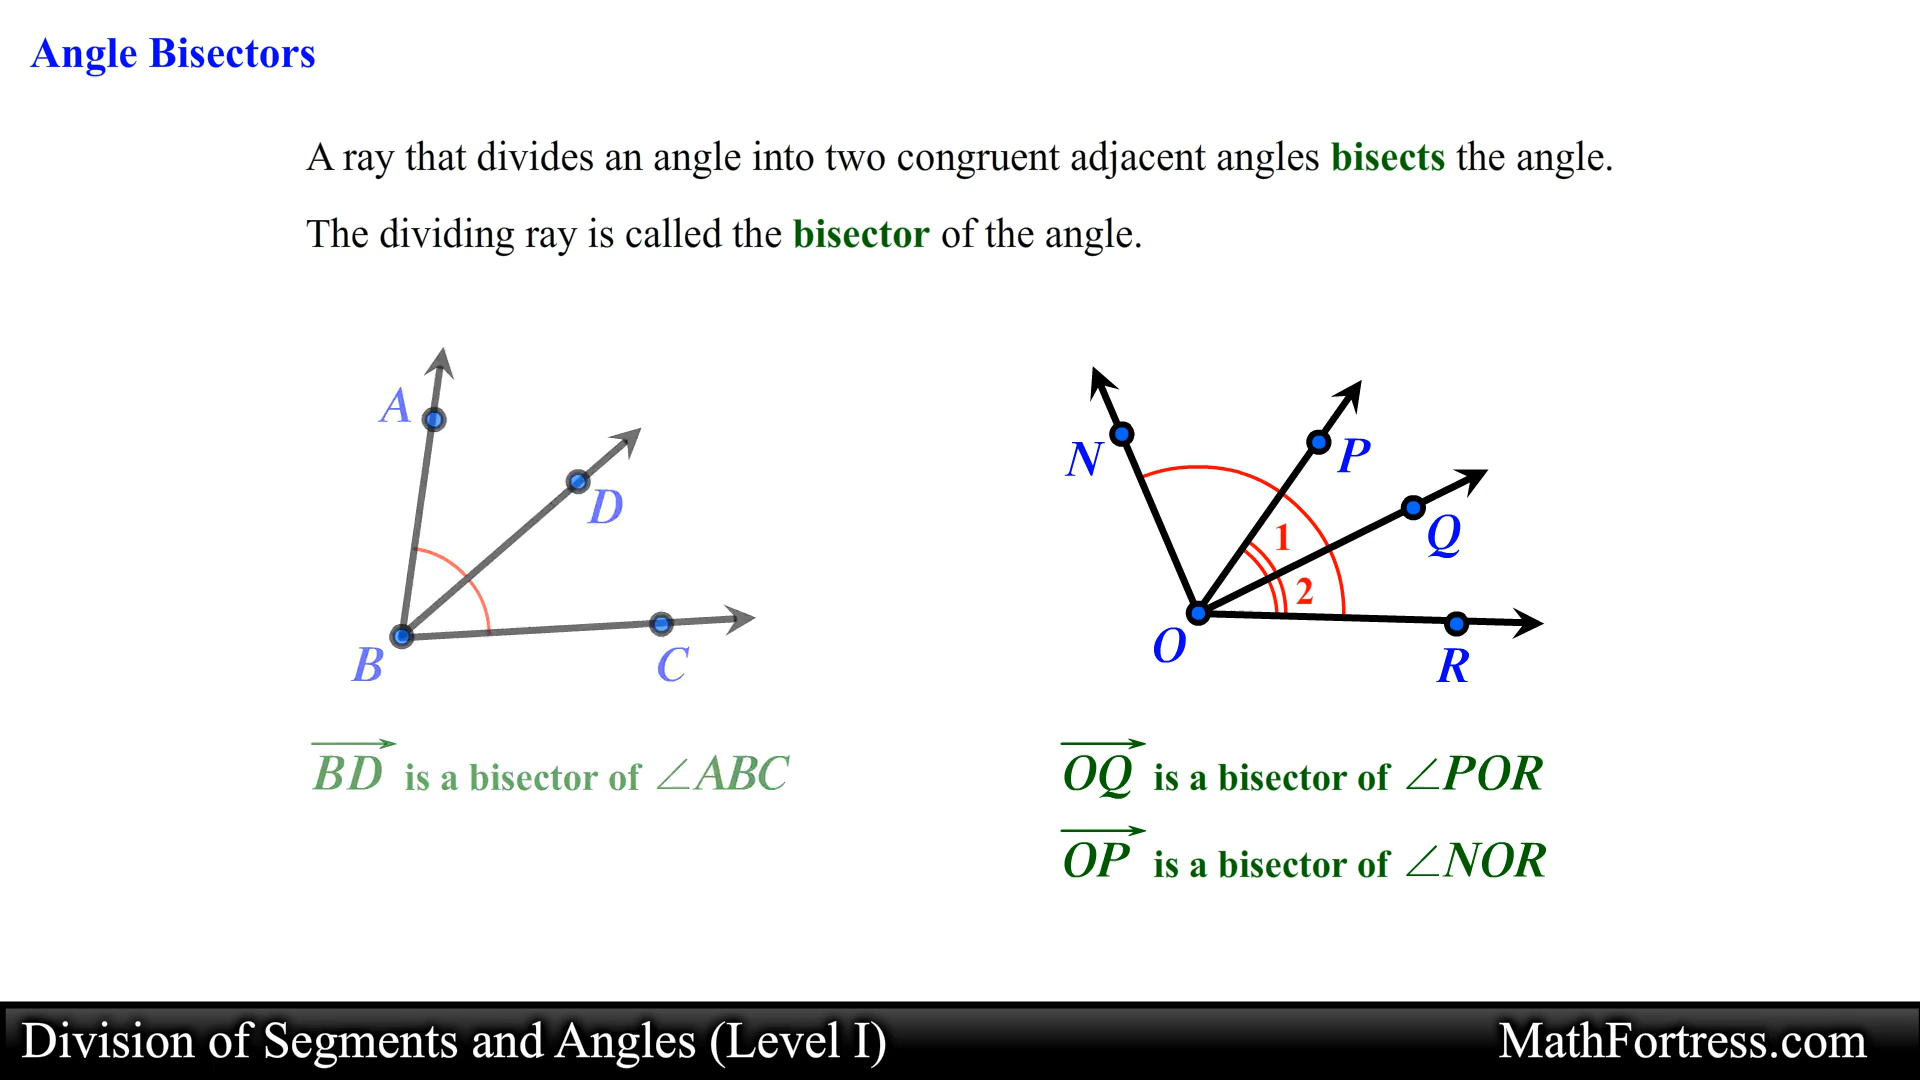 Angle Bisectors
A ray that divides an angle into two congruent adjacent angles bisects the angle.
The dividing ray is called the bisector of the angle.
A
D
B
C
N
P
Q
1
2
O
R
BD is a bisector of ∠ABC
OQ is a bisector of ∠POR
OP is a bisector of ∠NOR
Division of Segments and Angles (Level I)
MathFortress.com